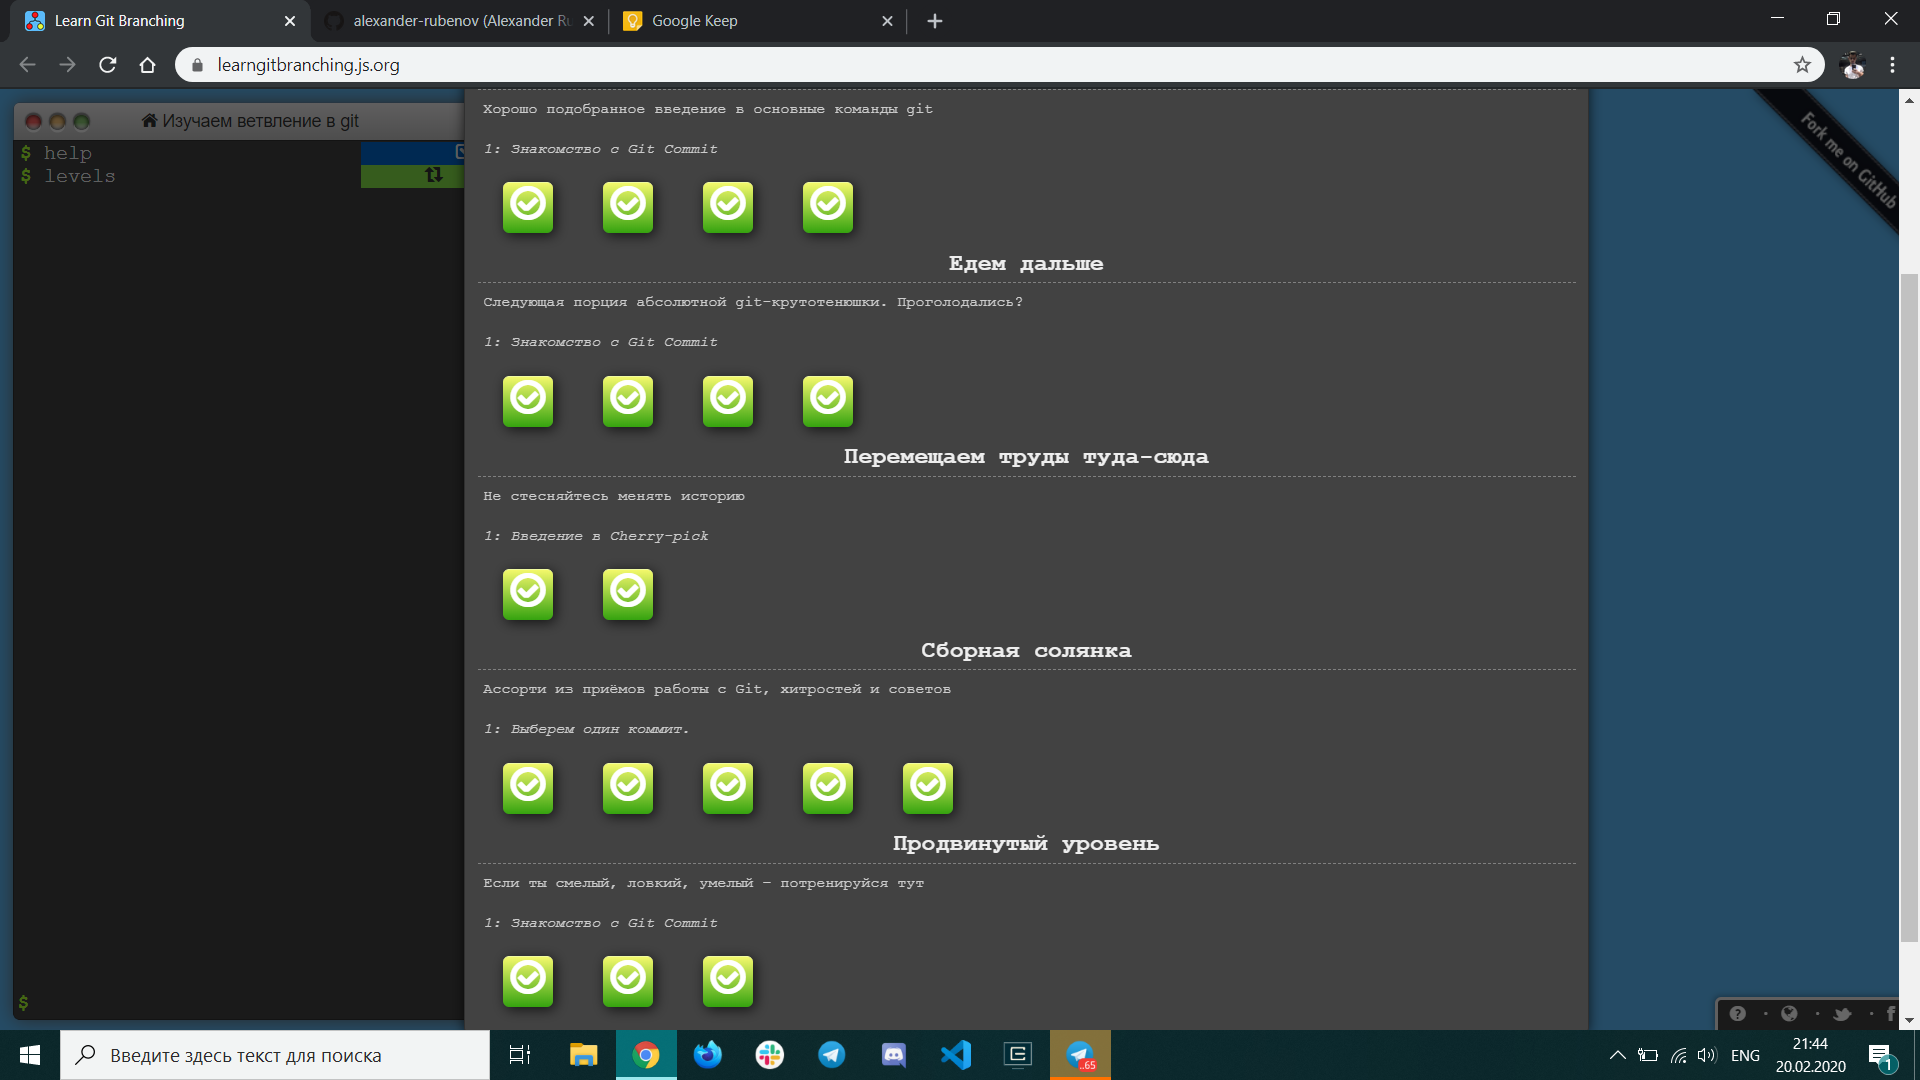 Learn Git Branching
alexander-rubenov (Alexander Ru
Google Keep
learngitbranching.js.org
Изучаем ветвление в git
$ help
$ levels
$
Хорошо подобранное введение в основные команды git
1: Знакомство с Git Commit
Едем дальше
Следующая порция абсолютной git-крутотенюшки. Проголодались?
1: Знакомство с Git Commit
Перемещаем труды туда-сюда
Не стесняйтесь менять историю
1: Введение в Cherry-pick
Сборная солянка
Ассорти из приёмов работы с Git, хитростей и советов
1: Выберем один коммит.
Продвинутый уровень
Если ты смелый, ловкий, умелый – потренируйся тут
1: Знакомство с Git Commit
Fork me on GitHub
Введите здесь текст для поиска
..65
ENG
21:44
20.02.2020
1